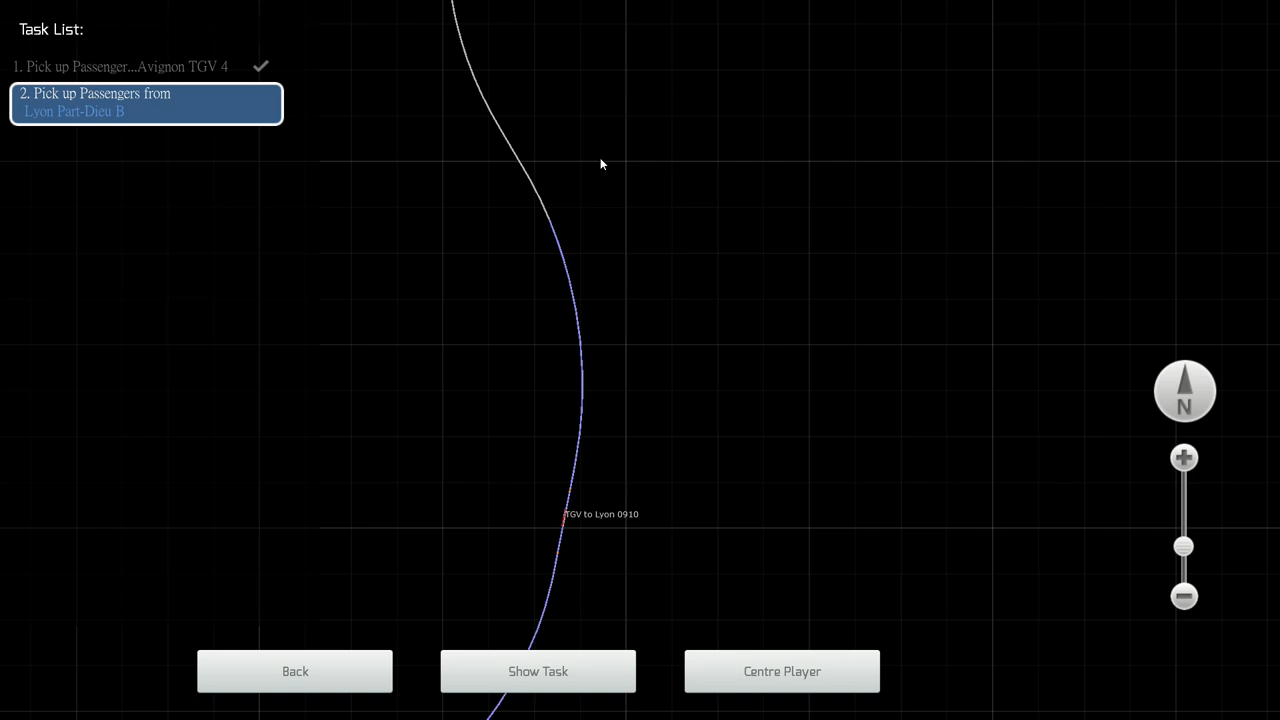 Task List:
1. Pick up Passenger...Avignon TGV 4
2. Pick up Passengers from
Lyon Part-Dieu B
N
TGV to Lyon 0910
Back
Show Task
Centre Player